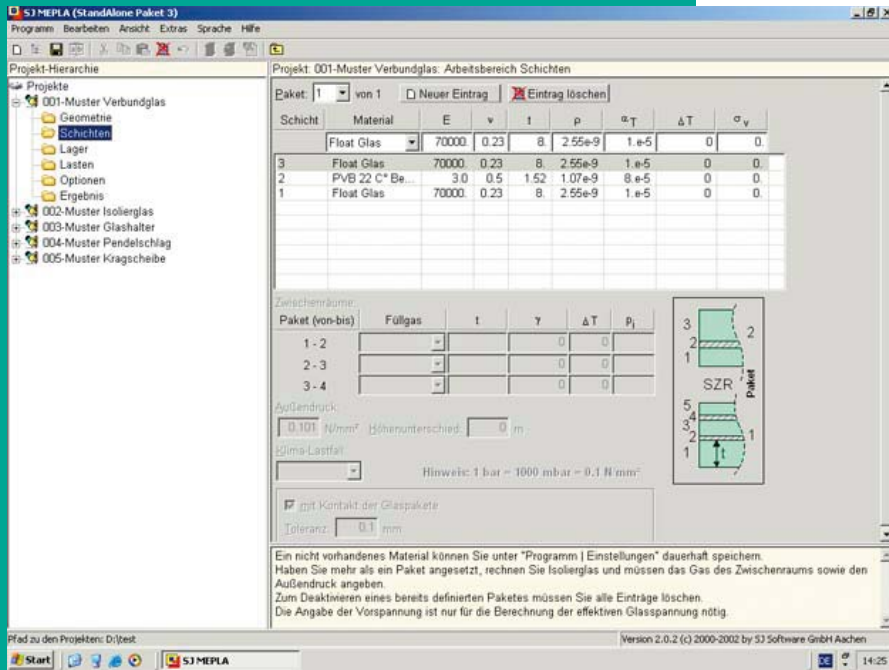 SJ MEPLA (StandAlone Paket 3)
Programm Bearbeiten Ansicht Extras Sprache Hilfe
Projekt-Hierarchie
Projekt: 001-Muster Verbundglas: Arbeitsbereich Schichten
Projekte
001-Muster Verbundglas
Geometrie
Schichten
Lager
Lasten
Optionen
Ergebnis
002-Muster Isolierglas
003-Muster Glashalter
004-Muster Pendelschlag
005-Muster Kragscheibe
Paket: 1 von 1 Neuer Eintrag Eintrag löschen
Schicht Material E ν t ρ αT ΔT σv
Float Glas 70000. 0.23 8. 2.55e-9 1.e-5 0 0.
3 Float Glas 70000. 0.23 8. 2.55e-9 1.e-5 0 0.
2 PVB 22 C° Be... 3.0 0.5 1.52 1.07e-9 8.e-5 0 0.
1 Float Glas 70000. 0.23 8. 2.55e-9 1.e-5 0 0.
Zwischenräume:
Paket (von-bis) Füllgas t γ ΔT Pi
1 - 2 0 0
2 - 3 0 0
3 - 4 0 0
Außendruck:
0.101 N/mm² Höhenunterschied: 0 m
Klima-Lastfall:
Hinweis: 1 bar = 1000 mbar = 0.1 N/mm²
mit Kontakt der Glaspakete
Toleranz: 0.1 mm
3
2
1
2
SZR
Paket
5
4
3
2
1
t
1
Ein nicht vorhandenes Material können Sie unter "Programm | Einstellungen" dauerhaft speichern.
Haben Sie mehr als ein Paket angesetzt, rechnen Sie Isolierglas und müssen das Gas des Zwischenraums sowie den
Außendruck angeben.
Zum Deaktivieren eines bereits definierten Paketes müssen Sie alle Einträge löschen.
Die Angabe der Vorspannung ist nur für die Berechnung der effektiven Glasspannung nötig.
Pfad zu den Projekten: D:\test
Version 2.0.2 (c) 2000-2002 by SJ Software GmbH Aachen
Start
SJ MEPLA
DE
14:25